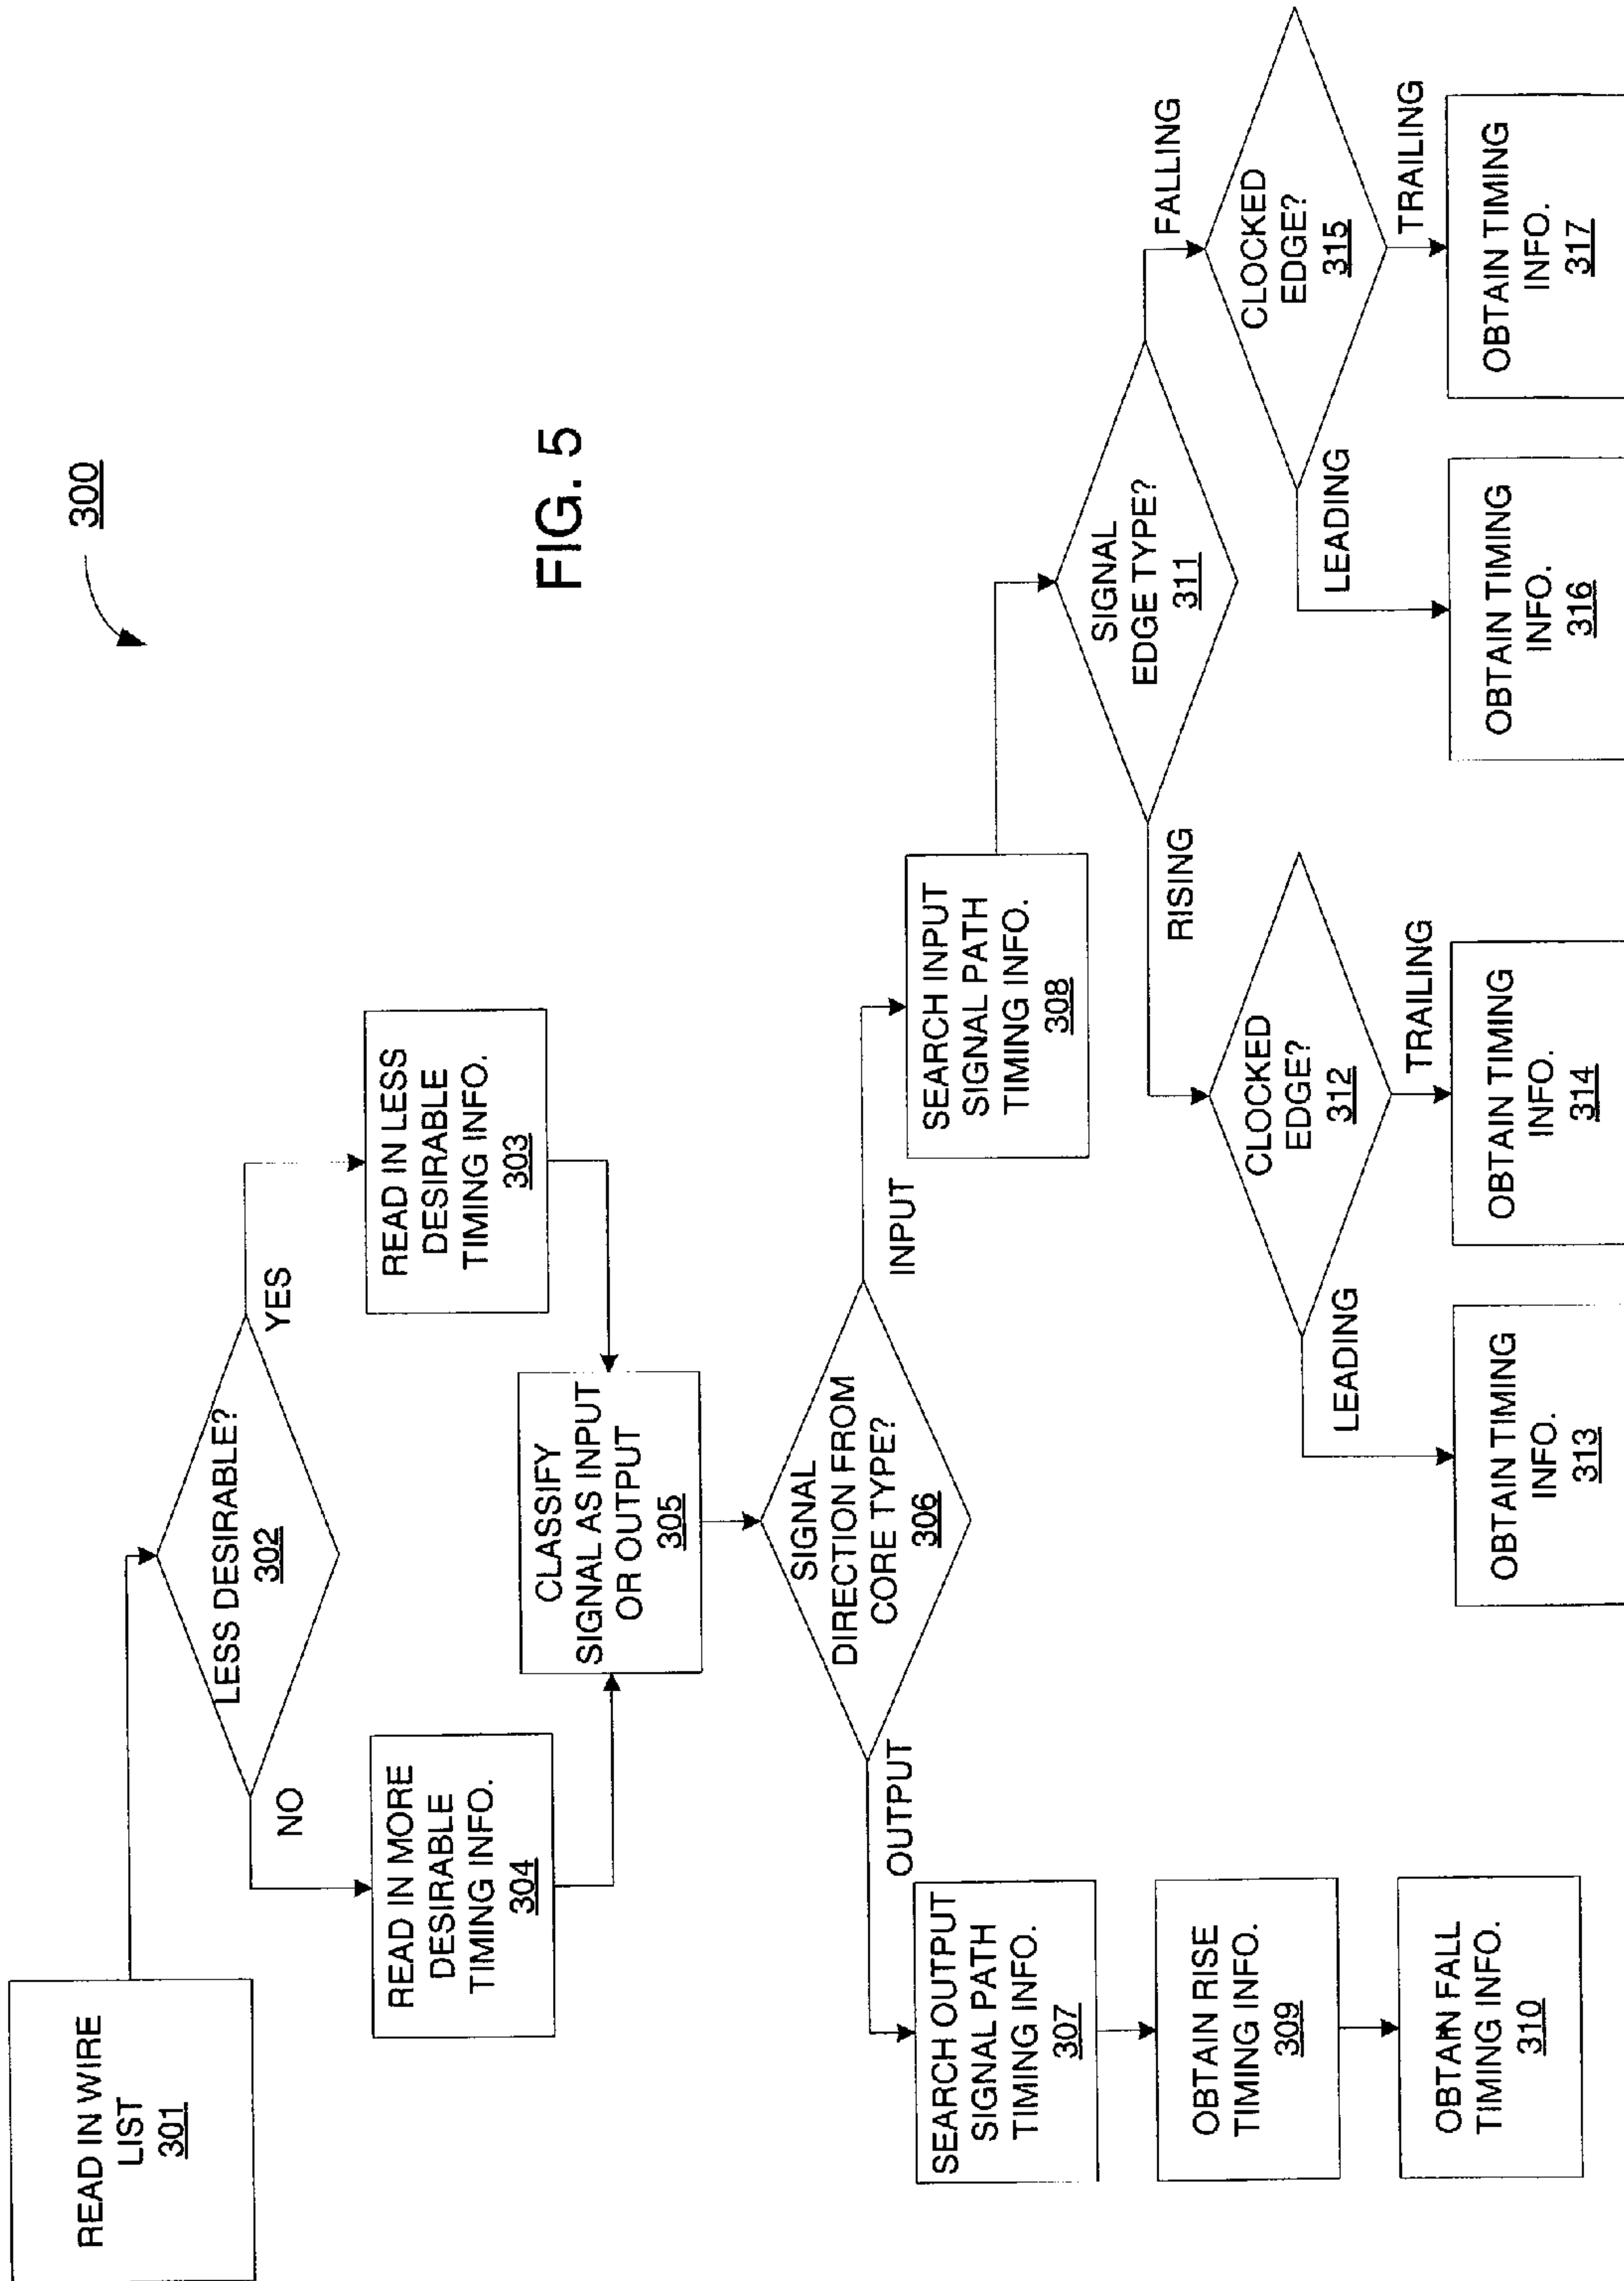 300
FIG. 5
READ IN WIRE
LIST
301
LESS DESIRABLE?
302
NO
YES
READ IN MORE
DESIRABLE
TIMING INFO.
304
READ IN LESS
DESIRABLE
TIMING INFO.
303
CLASSIFY
SIGNAL AS INPUT
OR OUTPUT
305
SIGNAL
DIRECTION FROM
CORE TYPE?
306
OUTPUT
INPUT
SEARCH OUTPUT
SIGNAL PATH
TIMING INFO.
307
OBTAIN RISE
TIMING INFO.
309
OBTAIN FALL
TIMING INFO.
310
SEARCH INPUT
SIGNAL PATH
TIMING INFO.
308
SIGNAL
EDGE TYPE?
311
RISING
FALLING
CLOCKED
EDGE?
312
LEADING
TRAILING
OBTAIN TIMING
INFO.
313
OBTAIN TIMING
INFO.
314
CLOCKED
EDGE?
315
LEADING
TRAILING
OBTAIN TIMING
INFO.
316
OBTAIN TIMING
INFO.
317